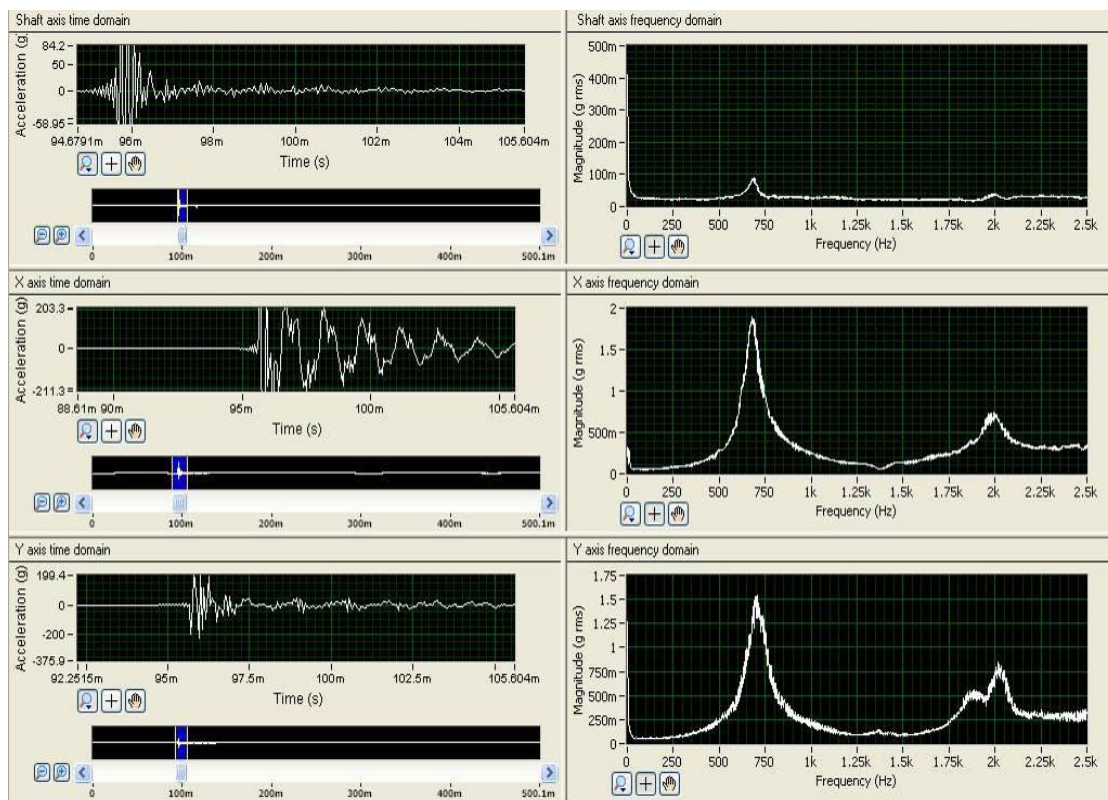 Shaft axis time domain
Acceleration (g)
84.2
50
0
-58.95
94.6791m 96m 98m 100m 102m 104m 105.604m
Time (s)
0 100m 200m 300m 400m 500.1m
Shaft axis frequency domain
Magnitude (g rms)
500m
400m
300m
200m
100m
0
0 250 500 750 1k 1.25k 1.5k 1.75k 2k 2.5k
Frequency (Hz)
X axis time domain
Acceleration (g)
203.3
0
-211.3
88.61m 90m 95m 100m 105.604m
Time (s)
0 100m 200m 300m 400m 500.1m
X axis frequency domain
Magnitude (g rms)
2
1.5
1
500m
0
0 250 500 750 1k 1.25k 1.5k 1.75k 2k 2.5k
Frequency (Hz)
Y axis time domain
Acceleration (g)
199.4
0
-200
-375.9
92.2515m 95m 97.5m 100m 102.5m 105.604m
Time (s)
0 100m 200m 300m 400m 500.1m
Y axis frequency domain
Magnitude (g rms)
1.75
1.5
1.25
1
750m
500m
250m
0
0 250 500 750 1k 1.25k 1.5k 1.75k 2k 2.5k
Frequency (Hz)